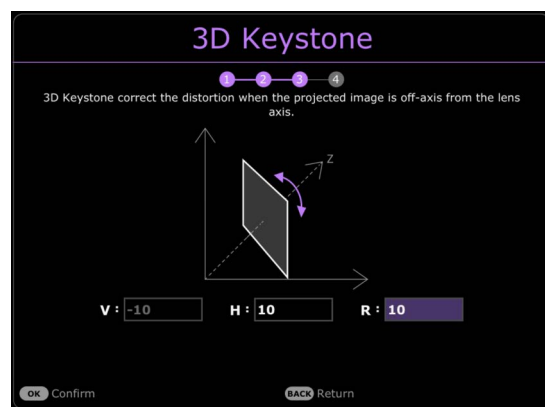 3D Keystone
1 2 3 4
3D Keystone correct the distortion when the projected image is off-axis from the lens
axis.
Z
V : -10 H : 10 R : 10
OK Confirm BACK Return